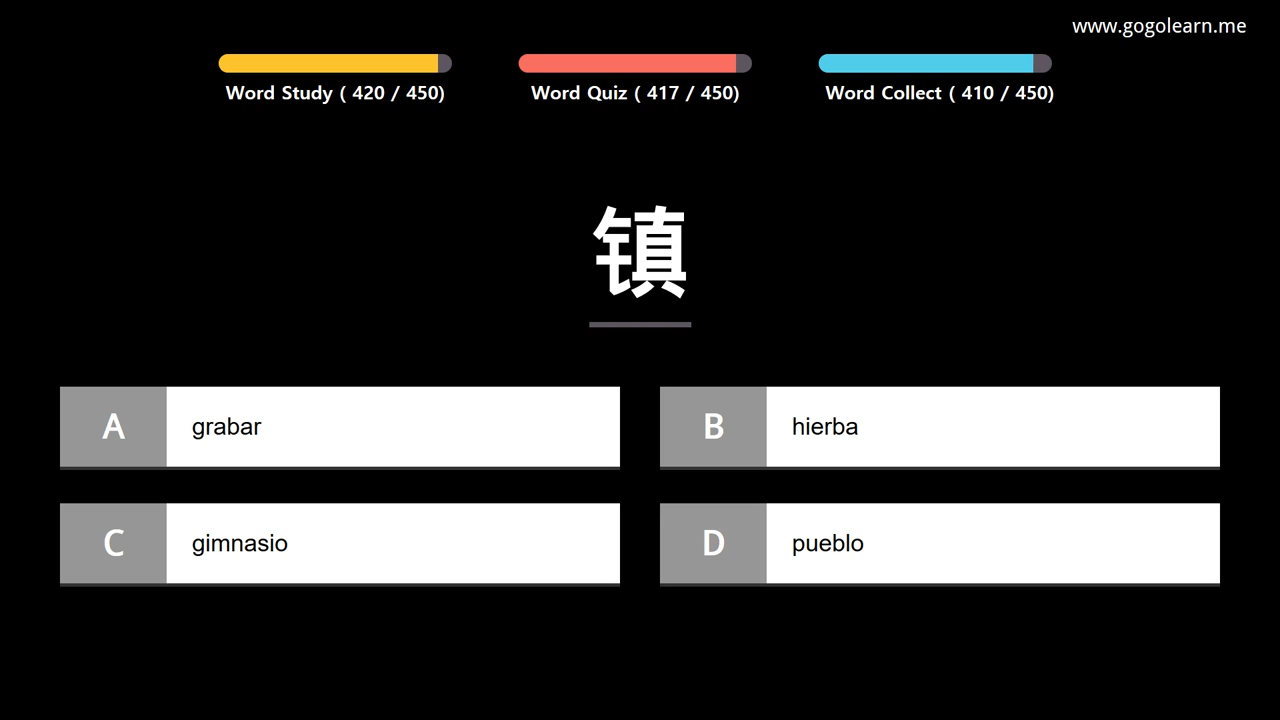 www.gogolearn.me
Word Study ( 420 / 450)
Word Quiz ( 417 / 450)
Word Collect ( 410 / 450)
镇
A grabar
B hierba
C gimnasio
D pueblo